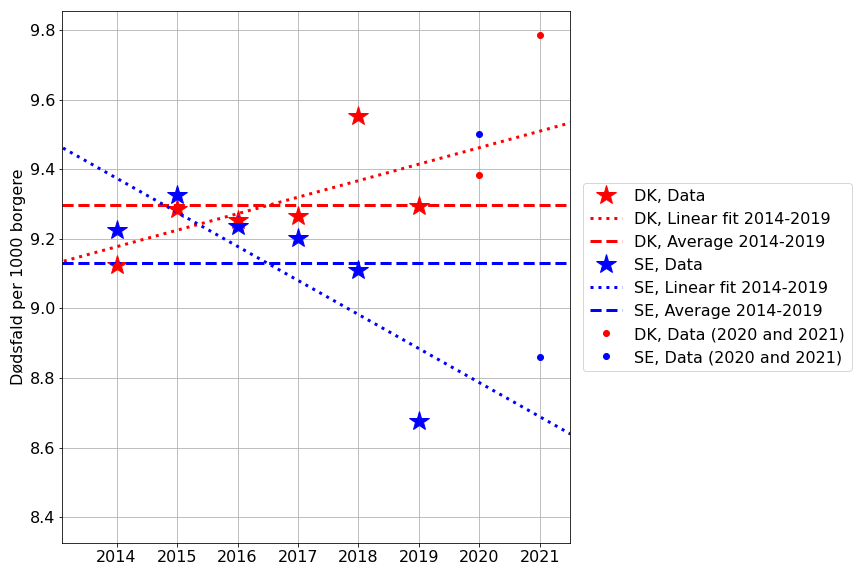 Dødsfald per 1000 borgere
9.8
9.6
9.4
9.2
9.0
8.8
8.6
8.4
2014 2015 2016 2017 2018 2019 2020 2021
DK, Data
DK, Linear fit 2014-2019
DK, Average 2014-2019
SE, Data
SE, Linear fit 2014-2019
SE, Average 2014-2019
DK, Data (2020 and 2021)
SE, Data (2020 and 2021)